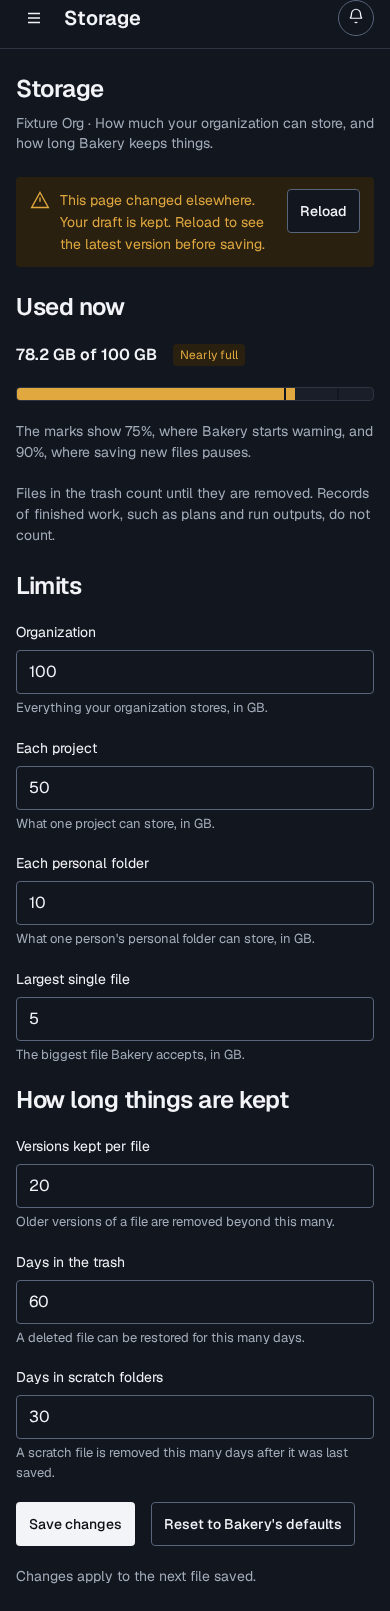 Storage
Storage
Fixture Org · How much your organization can store, and
how long Bakery keeps things.
This page changed elsewhere.
Your draft is kept. Reload to see
the latest version before saving.
Reload
Used now
78.2 GB of 100 GB
Nearly full
The marks show 75%, where Bakery starts warning, and
90%, where saving new files pauses.
Files in the trash count until they are removed. Records
of finished work, such as plans and run outputs, do not
count.
Limits
Organization
100
Everything your organization stores, in GB.
Each project
50
What one project can store, in GB.
Each personal folder
10
What one person's personal folder can store, in GB.
Largest single file
5
The biggest file Bakery accepts, in GB.
How long things are kept
Versions kept per file
20
Older versions of a file are removed beyond this many.
Days in the trash
60
A deleted file can be restored for this many days.
Days in scratch folders
30
A scratch file is removed this many days after it was last
saved.
Save changes
Reset to Bakery's defaults
Changes apply to the next file saved.